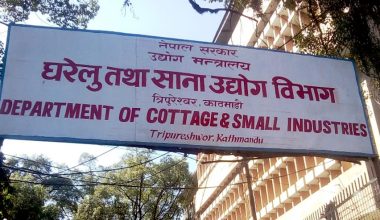 नेपाल सरकार
उद्योग मन्त्रालय
घरेलु तथा साना उद्योग विभाग
त्रिपुरेश्वर, काठमाडौं
DEPARTMENT OF COTTAGE & SMALL INDUSTRIES
Tripureshwor, Kathmandu